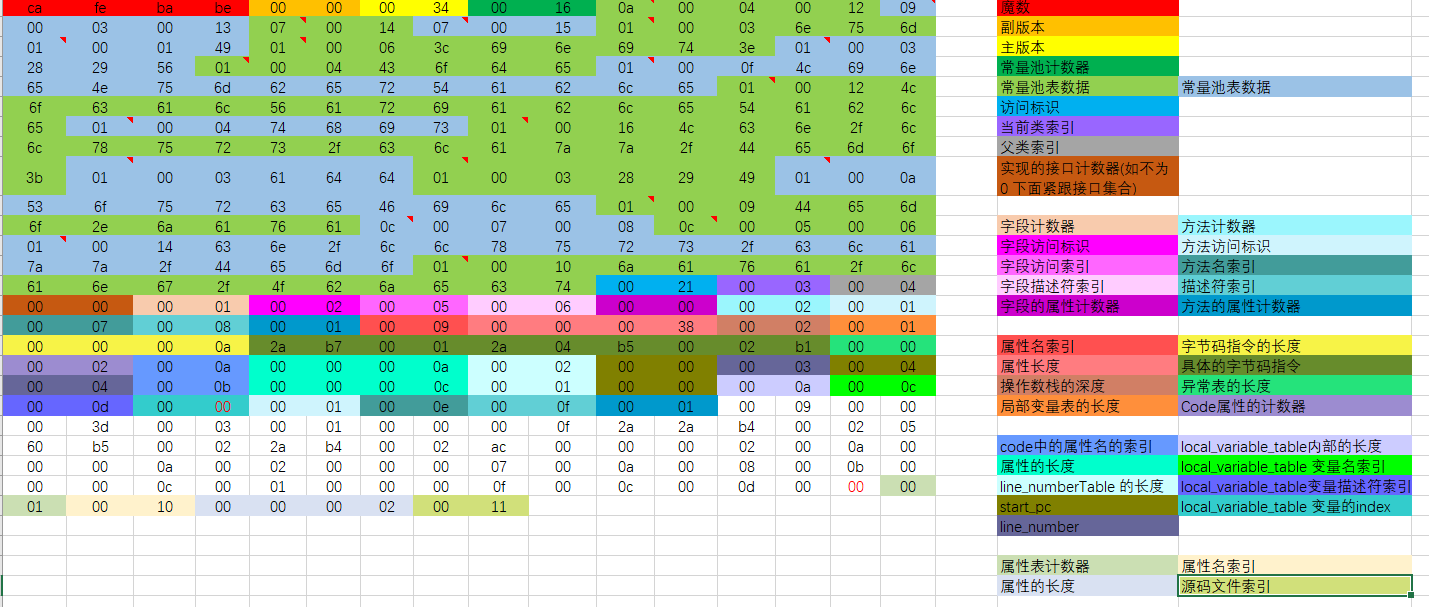 ca fe ba be 00 00 00 34 00 16 0a 00 04 00 12 09 魔数
00 03 00 13 07 00 14 07 00 15 01 00 03 6e 75 6d 副版本
01 00 01 49 01 00 06 3c 69 6e 69 74 3e 01 00 03 主版本
28 29 56 01 00 04 43 6f 64 65 01 00 0f 4c 69 6e 常量池计数器
65 4e 75 6d 62 65 72 54 61 62 6c 65 01 00 12 4c 常量池表数据 常量池表数据
6f 63 61 6c 56 61 72 69 61 62 6c 65 54 61 62 6c 访问标识
65 01 00 04 74 68 69 73 01 00 16 4c 63 6e 2f 6c 当前类索引
6c 78 75 72 73 2f 63 6c 61 7a 7a 2f 44 65 6d 6f 父类索引
3b 01 00 03 61 64 64 01 00 03 28 29 49 01 00 0a 实现的接口计数器(如不为
0 下面紧跟接口集合)
53 6f 75 72 63 65 46 69 6c 65 01 00 09 44 65 6d
6f 2e 6a 61 76 61 0c 00 07 00 08 0c 00 05 00 06 字段计数器 方法计数器
01 00 14 63 6e 2f 6c 6c 78 75 72 73 2f 63 6c 61 字段访问标识 方法访问标识
7a 7a 2f 44 65 6d 6f 01 00 10 6a 61 76 61 2f 6c 字段访问索引 方法名索引
61 6e 67 2f 4f 62 6a 65 63 74 00 21 00 03 00 04 字段描述符索引 描述符索引
00 00 00 01 00 02 00 05 00 06 00 00 00 02 00 01 字段的属性计数器 方法的属性计数器
00 07 00 08 00 01 00 09 00 00 00 38 00 02 00 01
00 00 00 0a 2a b7 00 01 2a 04 b5 00 02 b1 00 00 属性名索引 字节码指令的长度
00 02 00 0a 00 00 00 0a 00 02 00 00 00 03 00 04 属性长度 具体的字节码指令
00 04 00 0b 00 00 00 0c 00 01 00 00 00 0a 00 0c 操作数栈的深度 异常表的长度
00 0d 00 00 00 01 00 0e 00 0f 00 01 00 09 00 00 局部变量表的长度 Code属性的计数器
00 3d 00 03 00 01 00 00 00 0f 2a 2a b4 00 02 05
60 b5 00 02 2a b4 00 02 ac 00 00 00 02 00 0a 00 code中的属性名的索引 local_variable_table内部的长度
00 00 0a 00 02 00 00 00 07 00 0a 00 08 00 0b 00 属性的长度 local_variable_table 变量名索引
00 00 0c 00 01 00 00 00 0f 00 0c 00 0d 00 00 00 line_numberTable 的长度 local_variable_table变量描述符索引
01 00 10 00 00 00 02 00 11 start_pc local_variable_table 变量的index
line_number
属性表计数器 属性名索引
属性的长度 源码文件索引